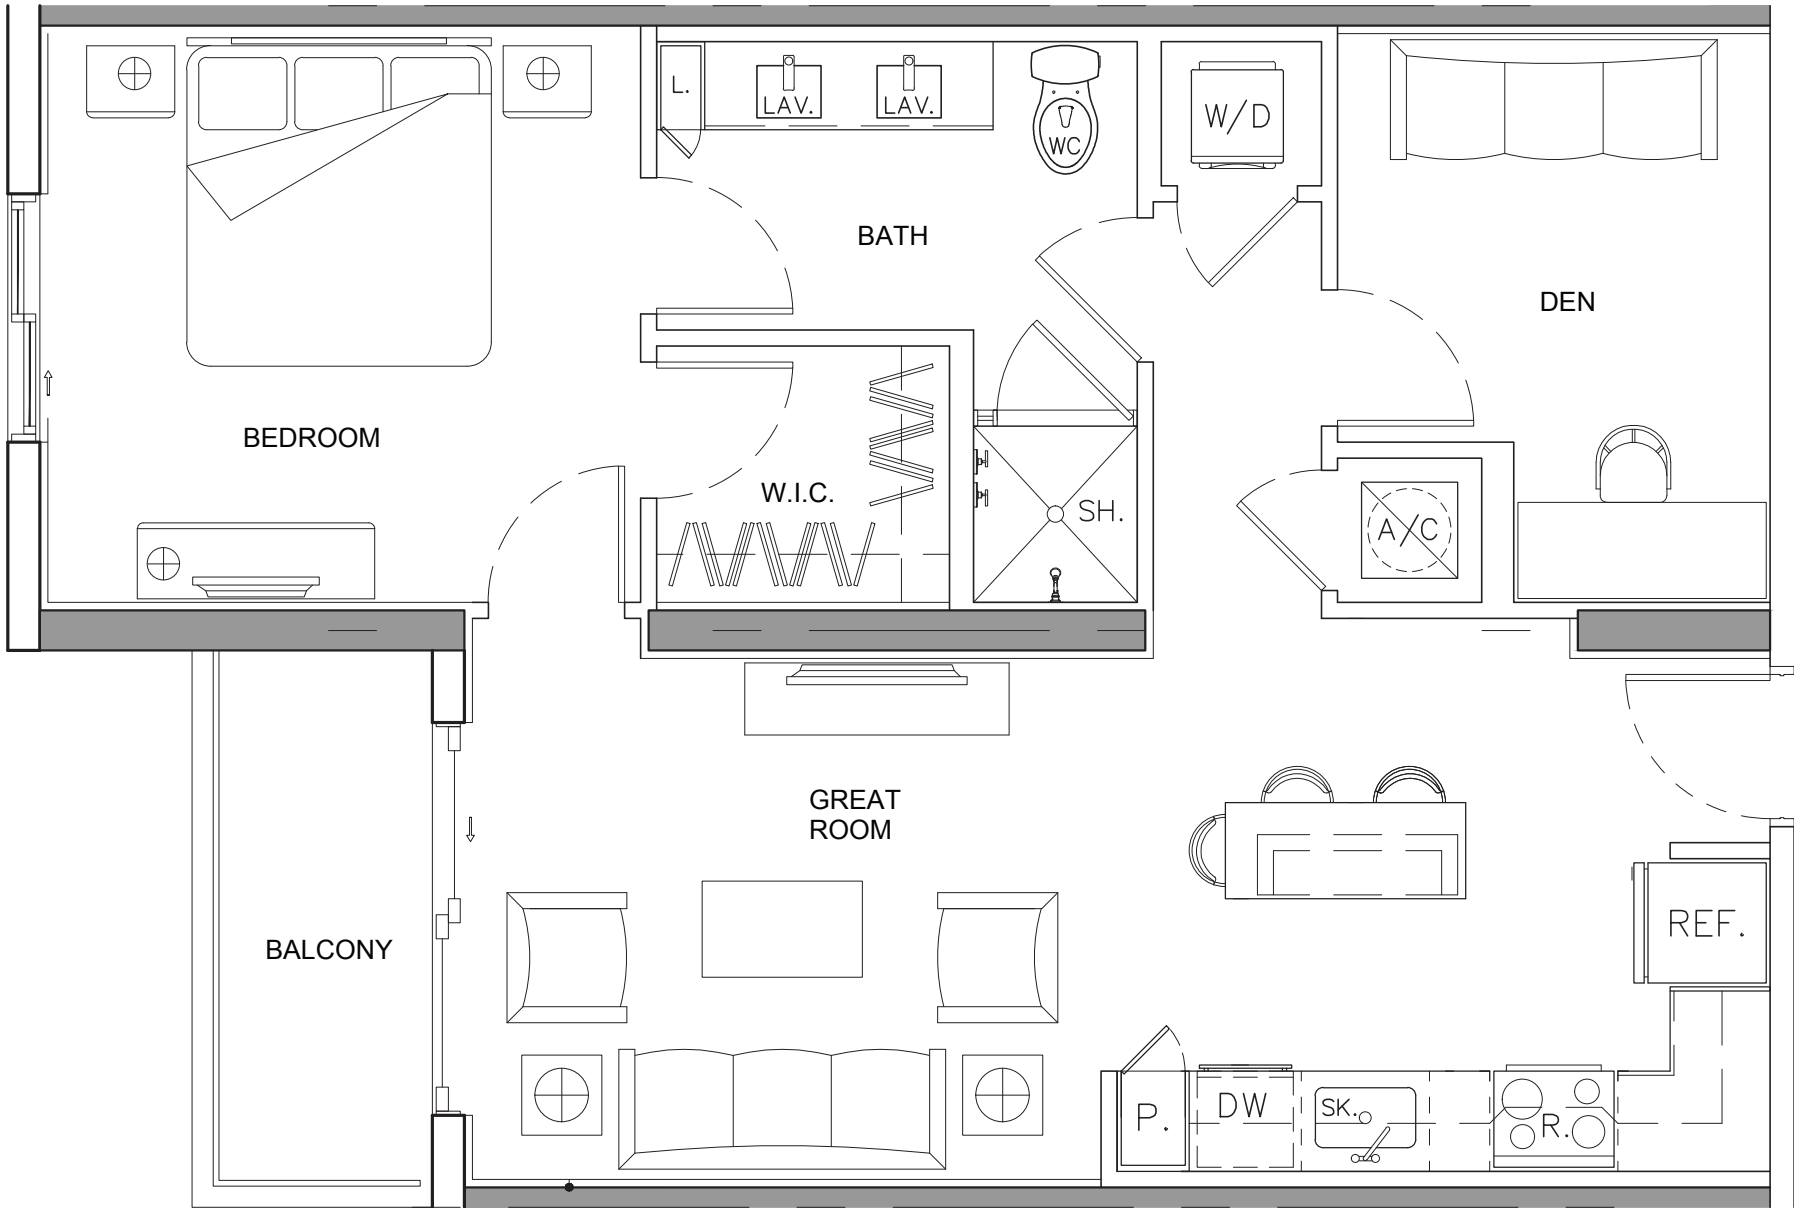 L.
LAV.
LAV.
WC
W/D
BATH
DEN
BEDROOM
W.I.C.
SH.
A/C
GREAT
ROOM
BALCONY
REF.
P.
DW
SK.
R.